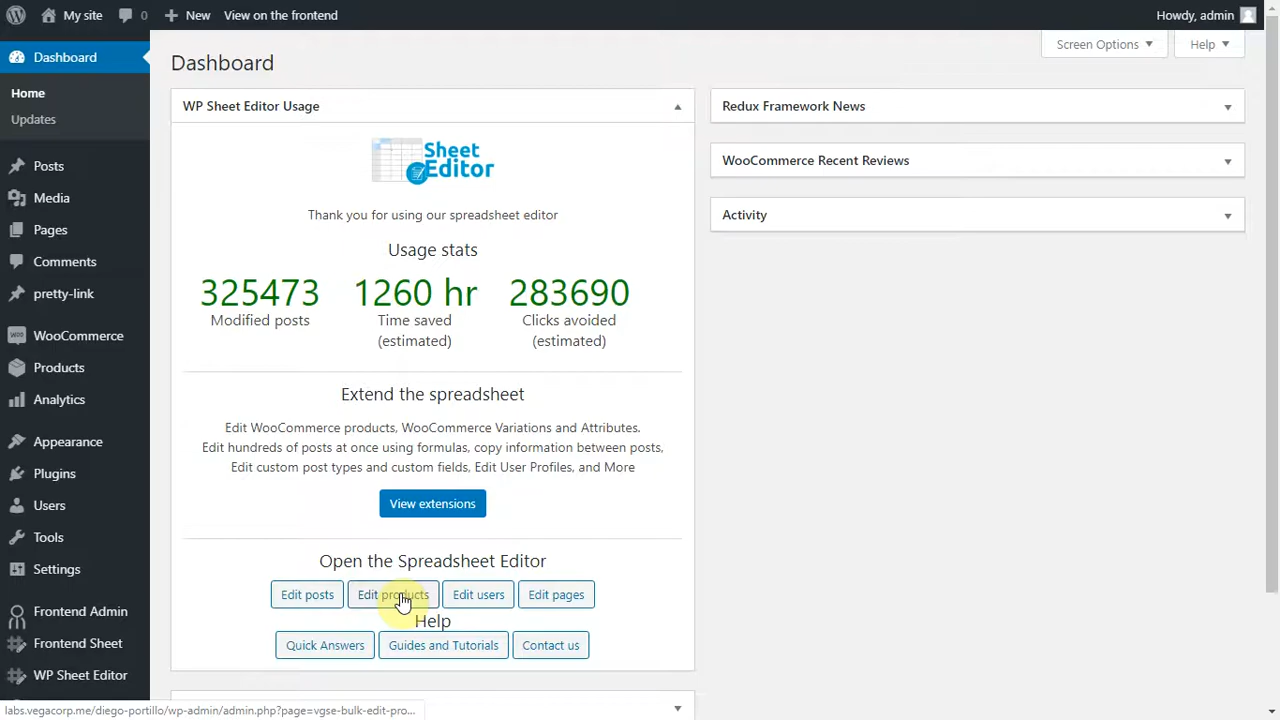 My site
0
New
View on the frontend
Howdy, admin
Dashboard
Home
Updates
Posts
Media
Pages
Comments
pretty-link
WooCommerce
Products
Analytics
Appearance
Plugins
Users
Tools
Settings
Frontend Admin
Frontend Sheet
WP Sheet Editor
Screen Options
Help
Dashboard
WP Sheet Editor Usage
Sheet
Editor
Thank you for using our spreadsheet editor
Usage stats
325473
Modified posts
1260 hr
Time saved
(estimated)
283690
Clicks avoided
(estimated)
Extend the spreadsheet
Edit WooCommerce products, WooCommerce Variations and Attributes.
Edit hundreds of posts at once using formulas, copy information between posts,
Edit custom post types and custom fields, Edit User Profiles, and More
View extensions
Open the Spreadsheet Editor
Edit posts
Edit products
Edit users
Edit pages
Help
Quick Answers
Guides and Tutorials
Contact us
Redux Framework News
WooCommerce Recent Reviews
Activity
labs.vegacorp.me/diego-portillo/wp-admin/admin.php?page=vgse-bulk-edit-pro...